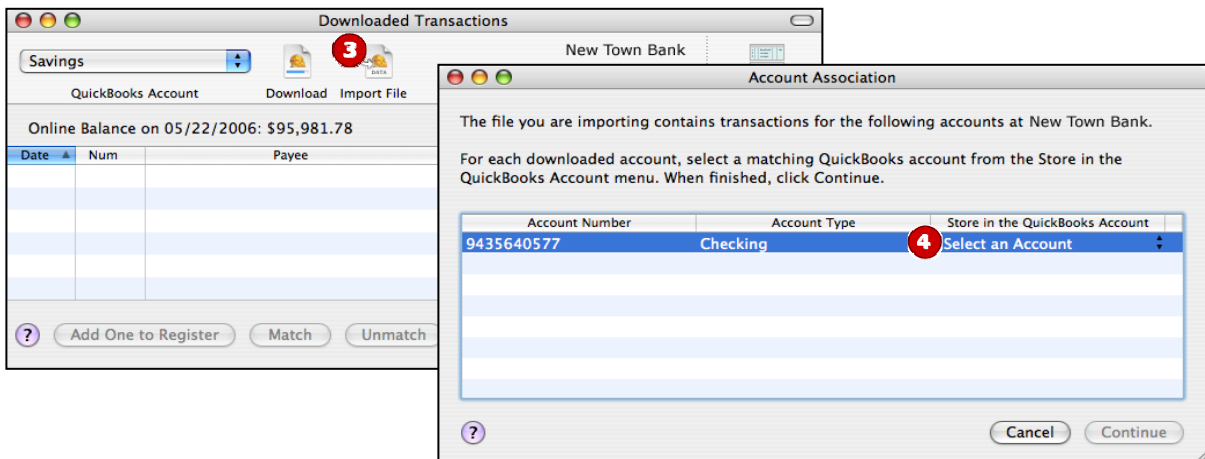 Downloaded Transactions
Savings
3
New Town Bank
DATA
QuickBooks Account
Download
Import File
Online Balance on 05/22/2006: $95,981.78
Date
Num
Payee
? Add One to Register Match Unmatch
Account Association
The file you are importing contains transactions for the following accounts at New Town Bank.
For each downloaded account, select a matching QuickBooks account from the Store in the
QuickBooks Account menu. When finished, click Continue.
Account Number Account Type Store in the QuickBooks Account
9435640577 Checking 4 Select an Account
? Cancel Continue